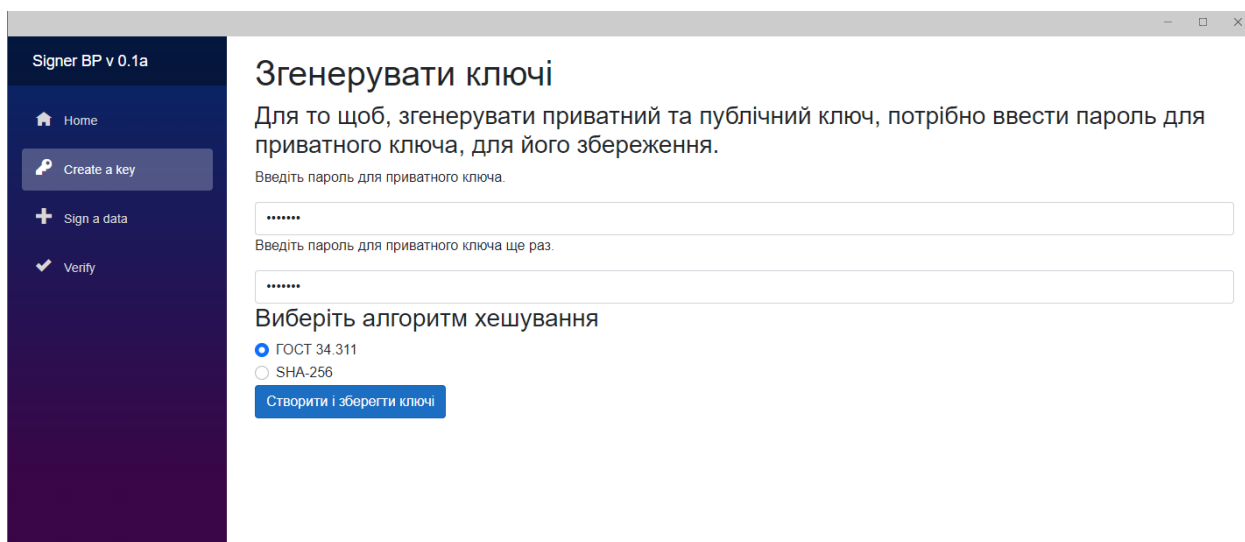 Signer BP v 0.1a
Home
Create a key
Sign a data
Verify
Згенерувати ключі
Для то щоб, згенерувати приватний та публічний ключ, потрібно ввести пароль для
приватного ключа, для його збереження.
Введіть пароль для приватного ключа.
•••••••
Введіть пароль для приватного ключа ще раз.
•••••••
Виберіть алгоритм хешування
ГОСТ 34.311
SHA-256
Створити і зберегти ключі